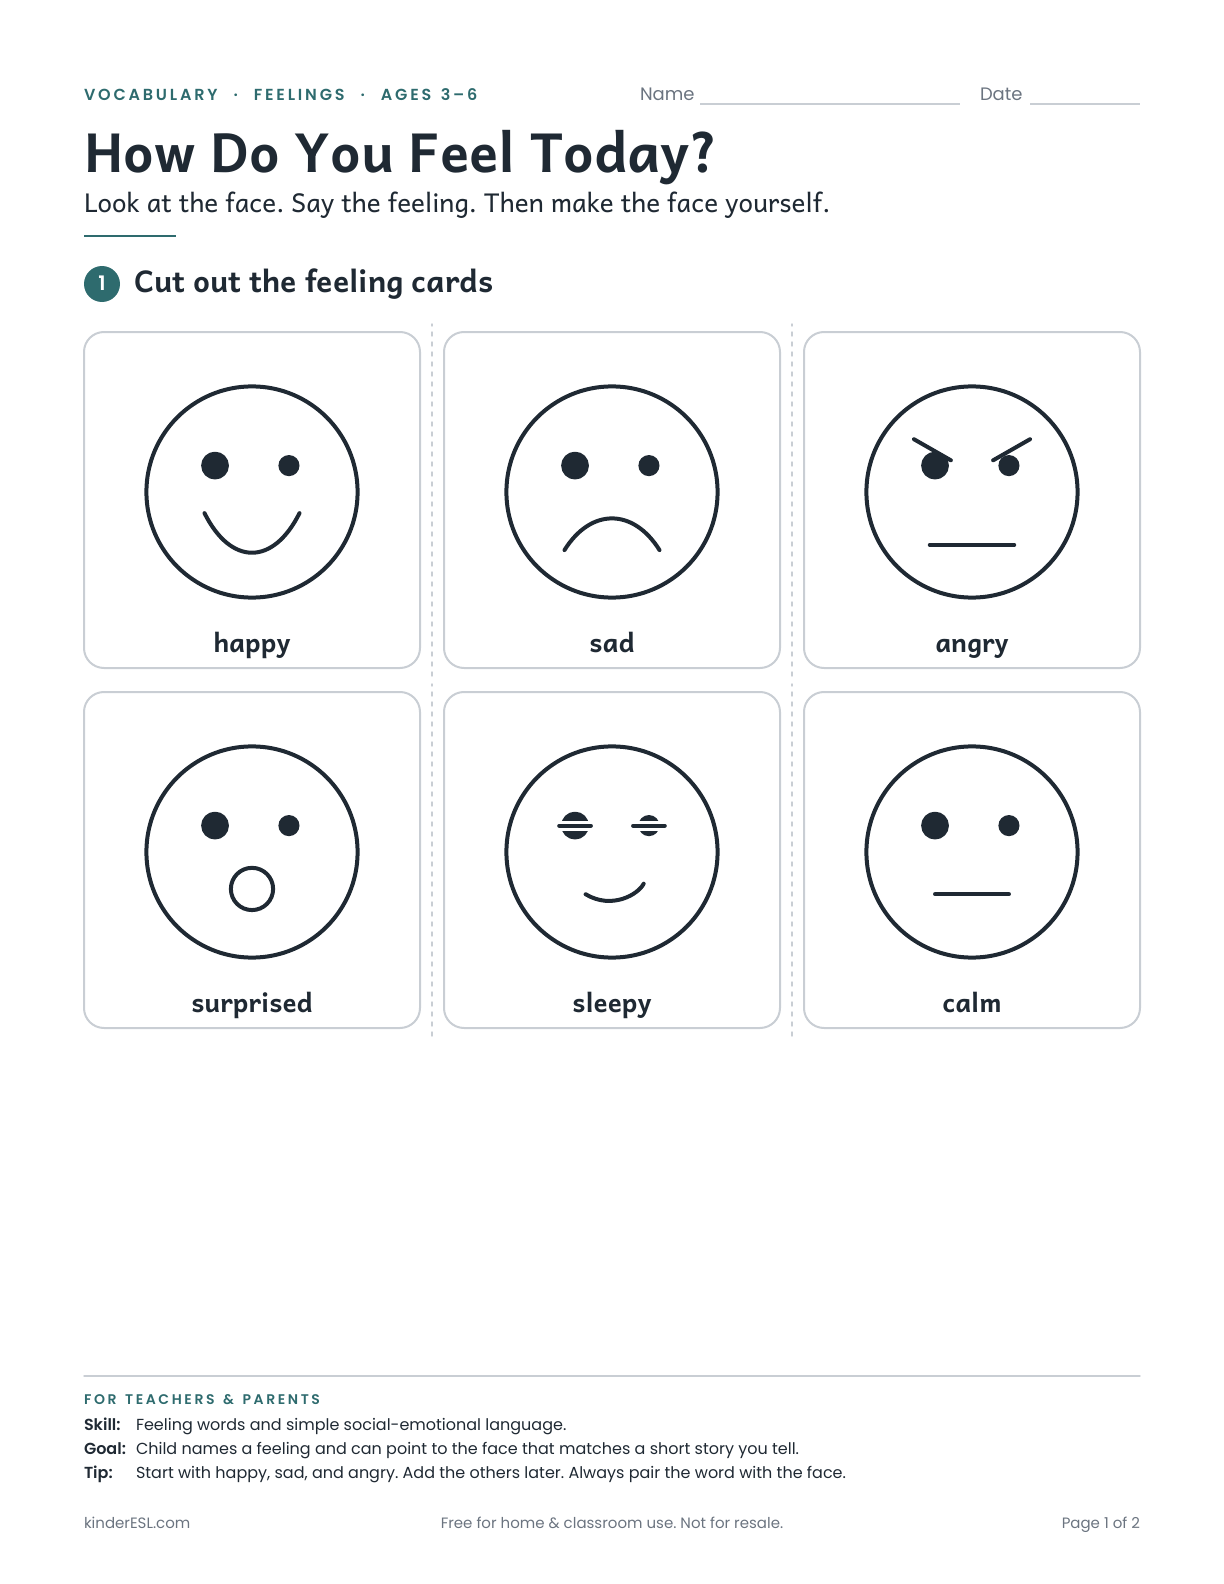 VOCABULARY · FEELINGS · AGES 3–6
Name
Date
How Do You Feel Today?
Look at the face. Say the feeling. Then make the face yourself.
1 Cut out the feeling cards
happy
sad
angry
surprised
sleepy
calm
FOR TEACHERS & PARENTS
Skill: Feeling words and simple social-emotional language.
Goal: Child names a feeling and can point to the face that matches a short story you tell.
Tip: Start with happy, sad, and angry. Add the others later. Always pair the word with the face.
kinderESL.com
Free for home & classroom use. Not for resale.
Page 1 of 2